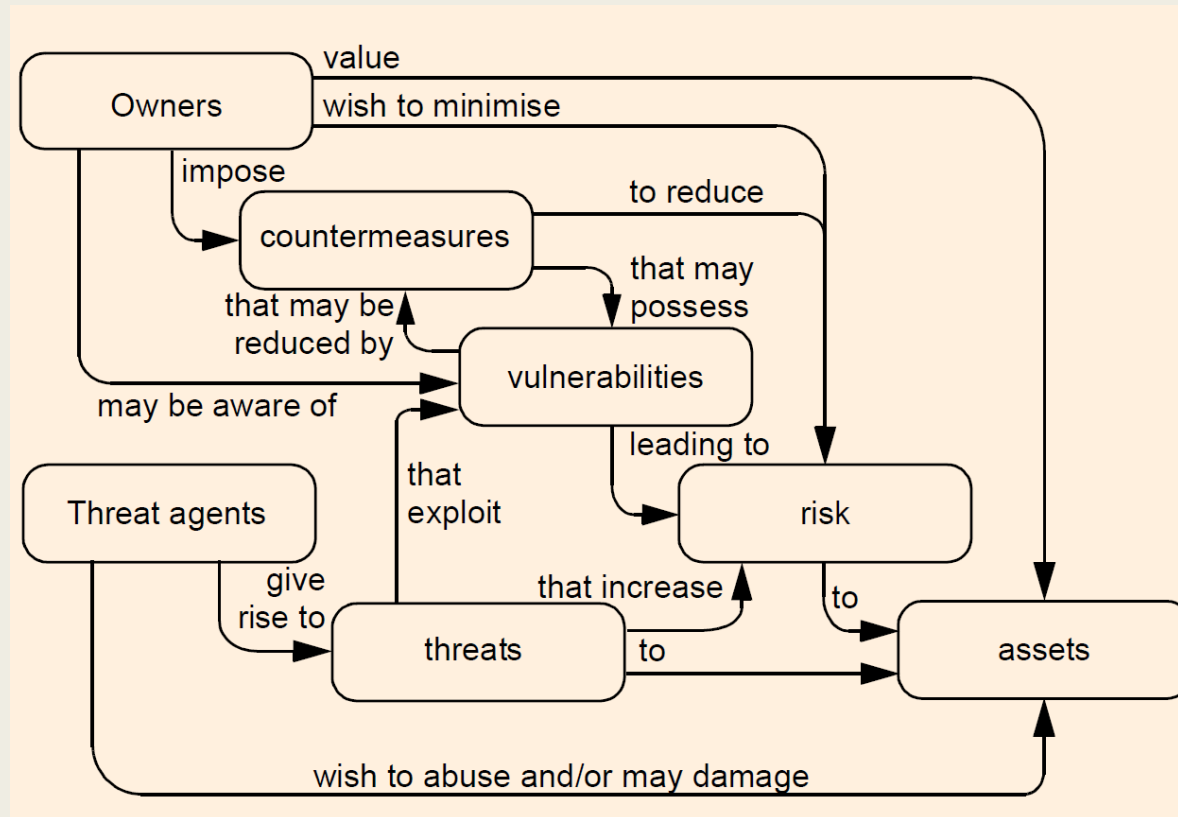 value
Owners
wish to minimise
impose
to reduce
countermeasures
that may
possess
that may be
reduced by
vulnerabilities
may be aware of
leading to
that
exploit
Threat agents
risk
give
rise to
that increase
to
threats
to
assets
wish to abuse and/or may damage